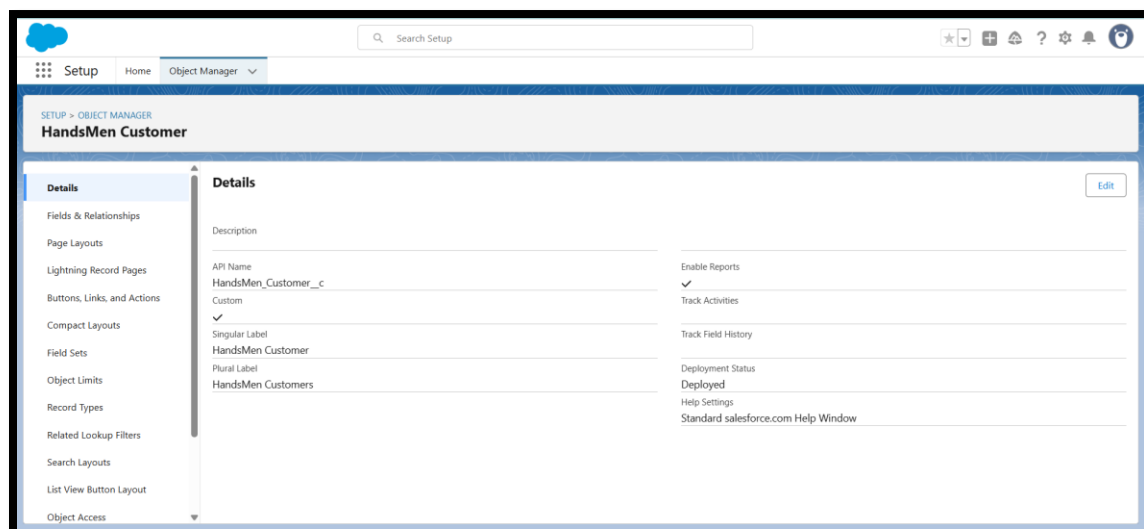 Search Setup
Setup Home Object Manager
SETUP > OBJECT MANAGER
HandsMen Customer
Details
Fields & Relationships
Page Layouts
Lightning Record Pages
Buttons, Links, and Actions
Compact Layouts
Field Sets
Object Limits
Record Types
Related Lookup Filters
Search Layouts
List View Button Layout
Object Access
Details
Edit
Description
API Name
HandsMen_Customer__c
Custom
Singular Label
HandsMen Customer
Plural Label
HandsMen Customers
Enable Reports
Track Activities
Track Field History
Deployment Status
Deployed
Help Settings
Standard salesforce.com Help Window